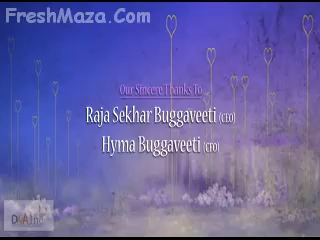 FreshMaza.Com
Our Sincere Thanks To
Raja Sekhar Buggaveeti (CEO)
Hyma Buggaveeti (CFO)